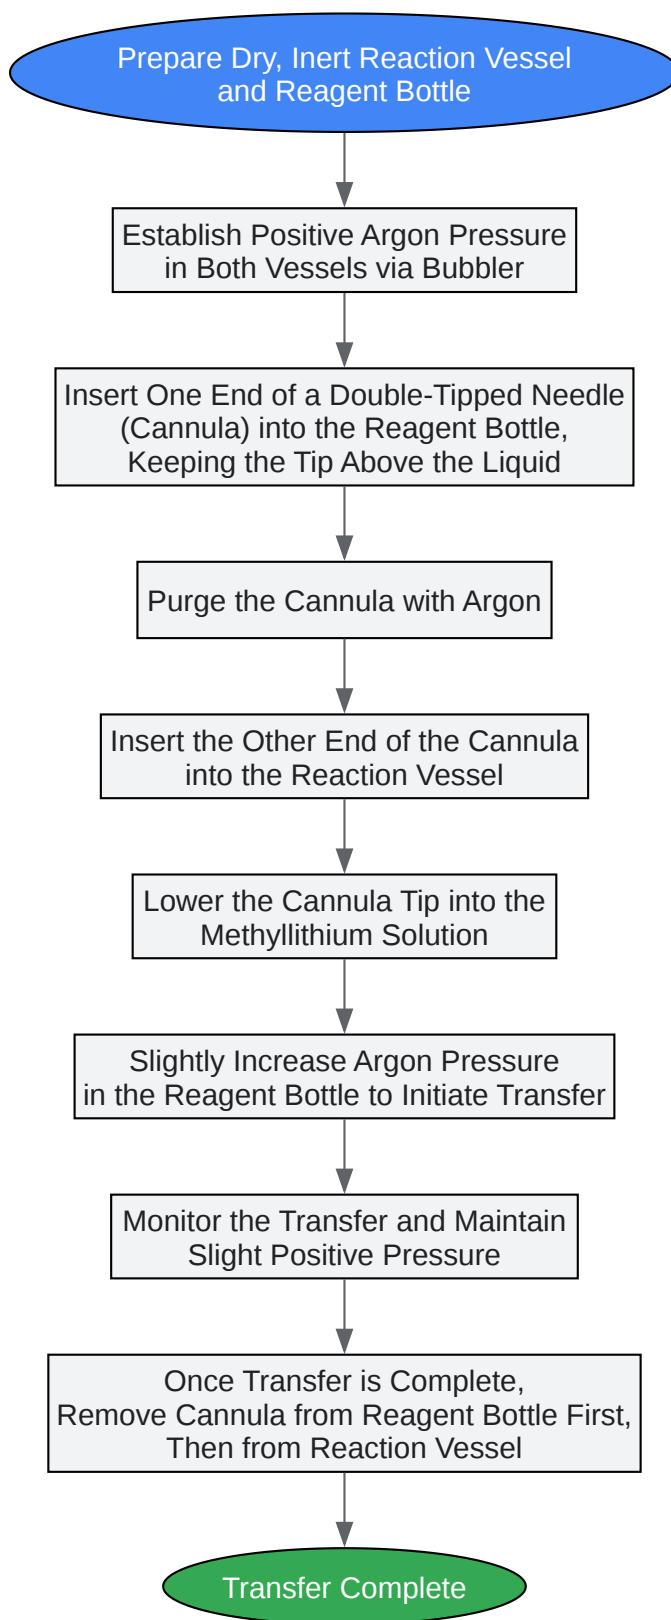 Prepare Dry, Inert Reaction Vessel
and Reagent Bottle
Establish Positive Argon Pressure
in Both Vessels via Bubbler
Insert One End of a Double-Tipped Needle
(Cannula) into the Reagent Bottle,
Keeping the Tip Above the Liquid
Purge the Cannula with Argon
Insert the Other End of the Cannula
into the Reaction Vessel
Lower the Cannula Tip into the
Methyllithium Solution
Slightly Increase Argon Pressure
in the Reagent Bottle to Initiate Transfer
Monitor the Transfer and Maintain
Slight Positive Pressure
Once Transfer is Complete,
Remove Cannula from Reagent Bottle First,
Then from Reaction Vessel
Transfer Complete